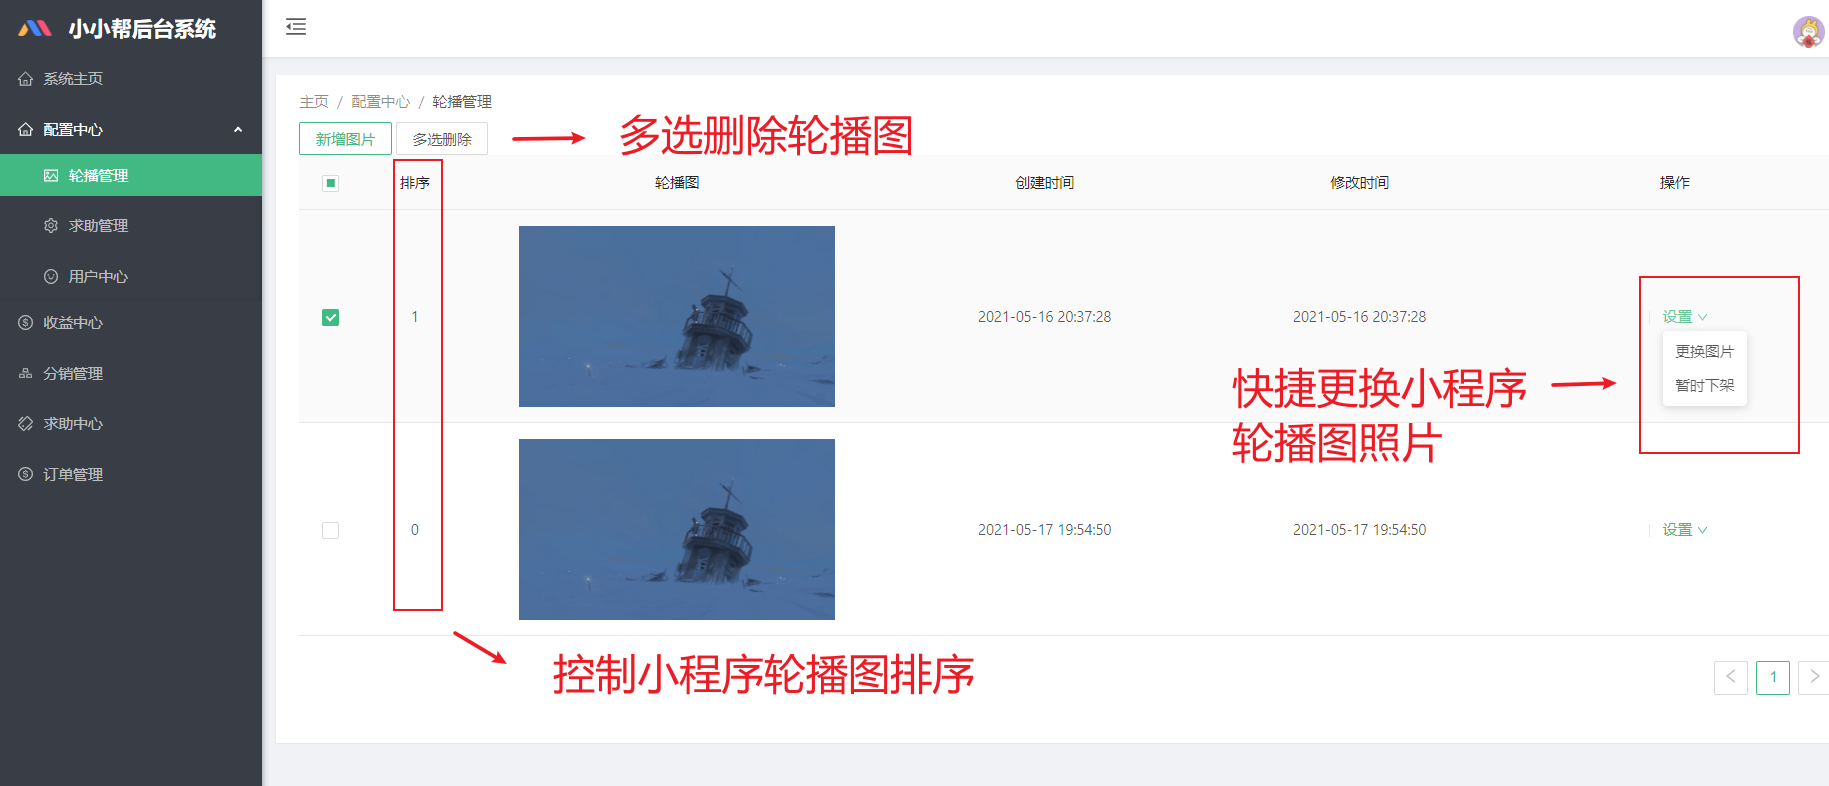 小小帮后台系统
系统主页
配置中心
轮播管理
求助管理
用户中心
收益中心
分销管理
求助中心
订单管理
主页 / 配置中心 / 轮播管理
新增图片 多选删除
多选删除轮播图
排序 轮播图 创建时间 修改时间 操作
1 2021-05-16 20:37:28 2021-05-16 20:37:28 设置
更换图片
暂时下架
快捷更换小程序
轮播图照片
0 2021-05-17 19:54:50 2021-05-17 19:54:50 设置
控制小程序轮播图排序
1